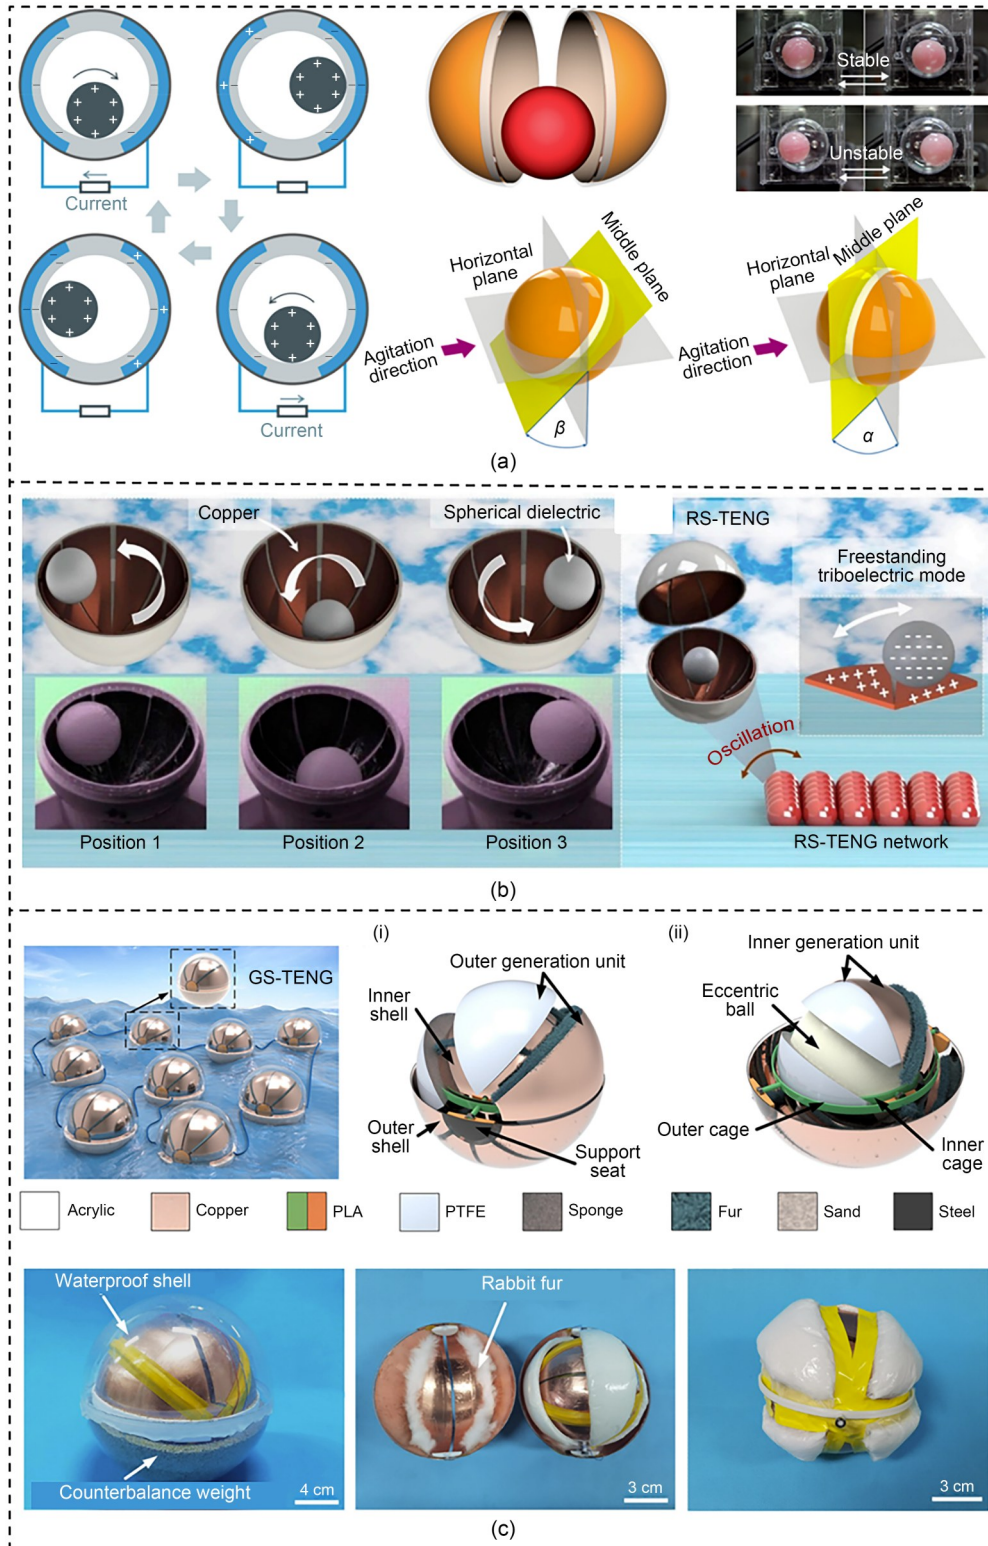 Current
Current
Stable
Unstable
Horizontal
plane
Middle plane
Agitation
direction
β
Horizontal
plane
Middle plane
Agitation
direction
α
(a)
Copper
Spherical dielectric
RS-TENG
Freestanding
triboelectric mode
Oscillation
Position 1
Position 2
Position 3
RS-TENG network
(b)
GS-TENG
(i)
Outer generation unit
Inner
shell
Outer
shell
Support
seat
(ii)
Inner generation unit
Eccentric
ball
Outer cage
Inner
cage
Acrylic
Copper
PLA
PTFE
Sponge
Fur
Sand
Steel
Waterproof shell
Counterbalance weight
4 cm
Rabbit fur
3 cm
3 cm
(c)